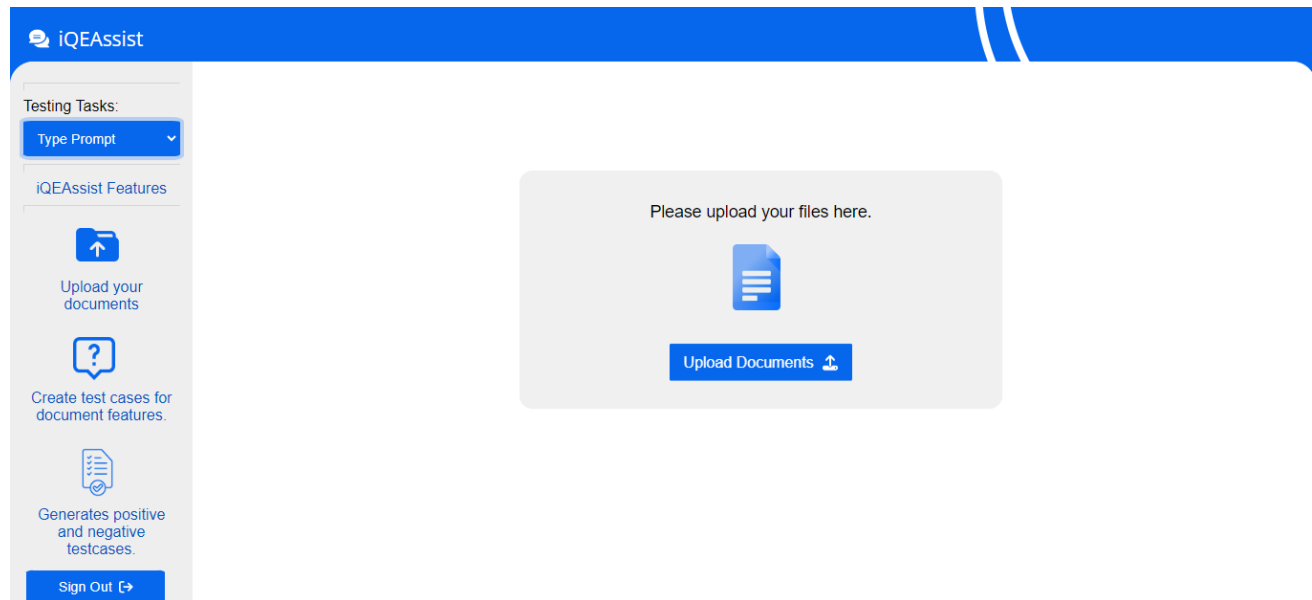 iQEAssist
Testing Tasks:
Type Prompt
iQEAssist Features
Upload your
documents
?
Create test cases for
document features.
Generates positive
and negative
testcases.
Sign Out
Please upload your files here.
Upload Documents